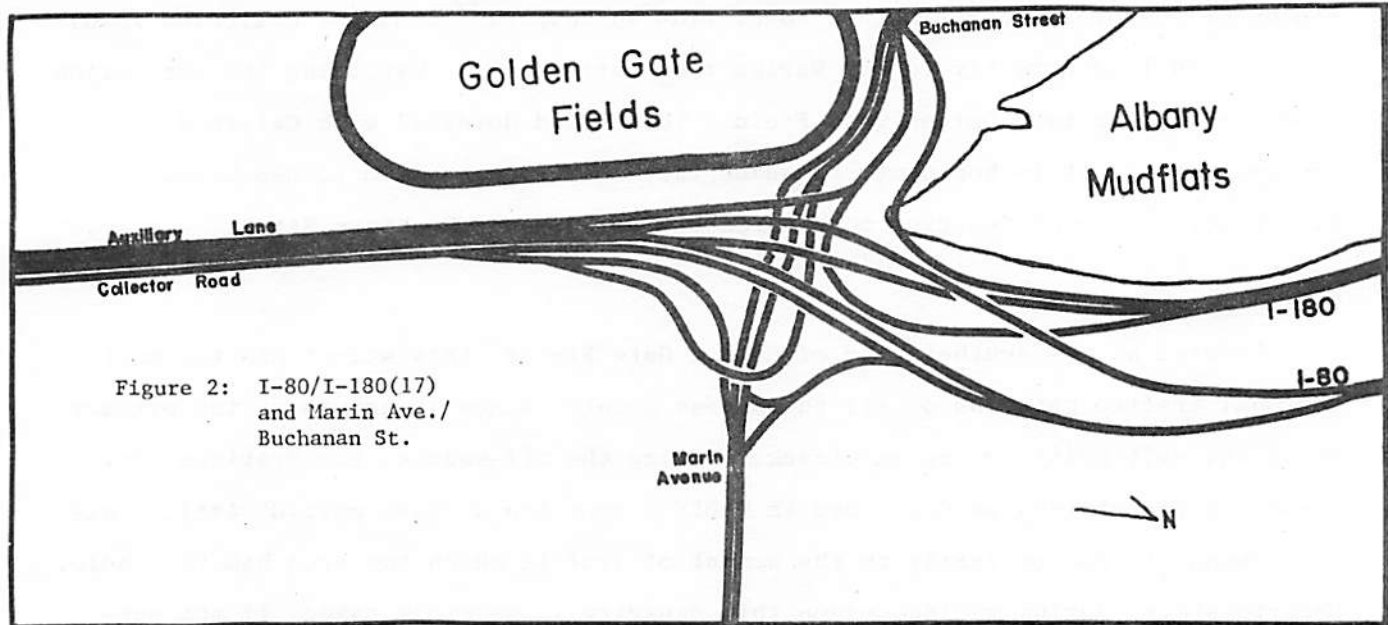 Buchanan Street
Golden Gate
Fields
Albany
Mudflats
Auxiliary Lane
Collector Road
I-180
I-80
Figure 2: I-80/I-180(17)
and Marin Ave./
Buchanan St.
Marin
Avenue
N